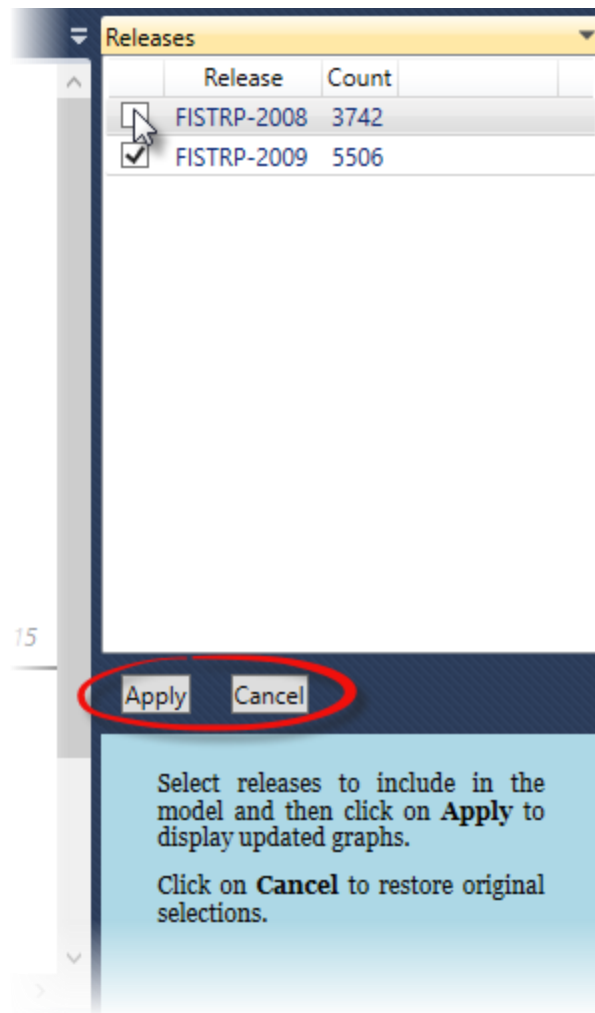 Releases
Release Count
FISTRP-2008 3742
FISTRP-2009 5506
15
Apply Cancel
Select releases to include in the
model and then click on Apply to
display updated graphs.
Click on Cancel to restore original
selections.